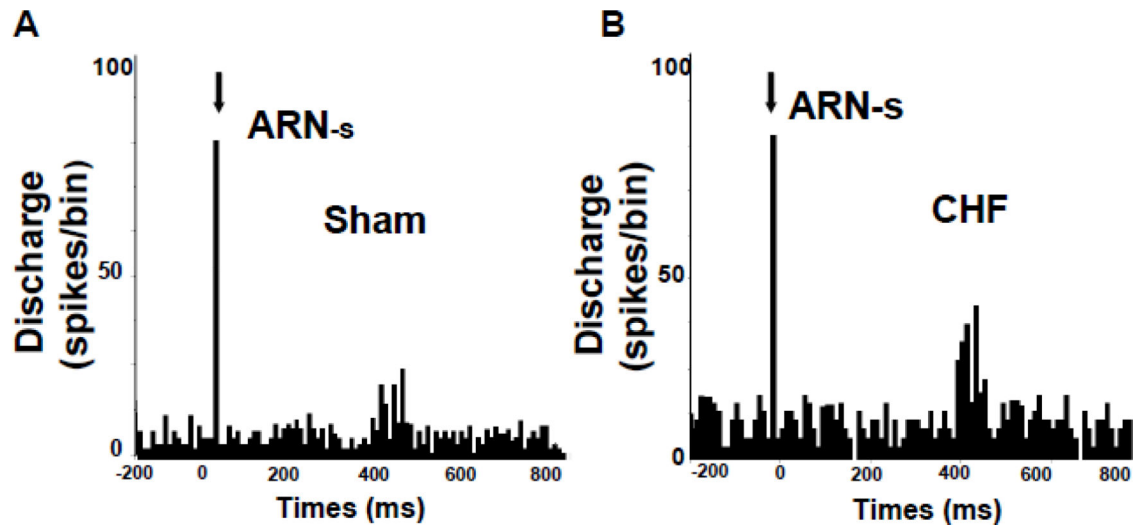 A
100
ARN-s
Sham
Discharge
(spikes/bin)
50
0
-200 0 200 400 600 800
Times (ms)
B
100
ARN-s
CHF
Discharge
(spikes/bin)
50
0
-200 0 200 400 600 800
Times (ms)